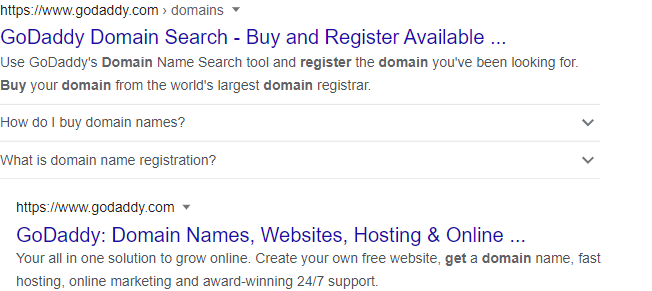 https://www.godaddy.com › domains
GoDaddy Domain Search - Buy and Register Available ...
Use GoDaddy's Domain Name Search tool and register the domain you've been looking for.
Buy your domain from the world's largest domain registrar.
How do I buy domain names?
What is domain name registration?
https://www.godaddy.com
GoDaddy: Domain Names, Websites, Hosting & Online ...
Your all in one solution to grow online. Create your own free website, get a domain name, fast
hosting, online marketing and award-winning 24/7 support.